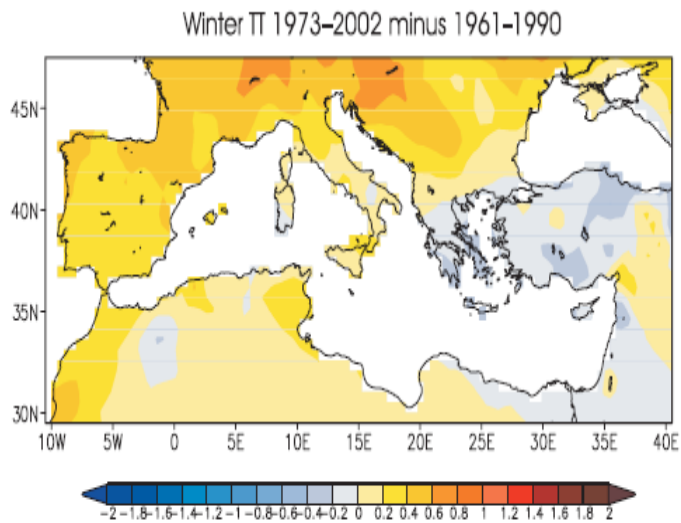 Winter TT 1973–2002 minus 1961–1990
45N
40N
35N
30N
10W 5W 0 5E 10E 15E 20E 25E 30E 35E 40E
-2 -1.8 -1.6 -1.4 -1.2 -1 -0.8 -0.6 -0.4 -0.2 0 0.2 0.4 0.6 0.8 1 1.2 1.4 1.6 1.8 2